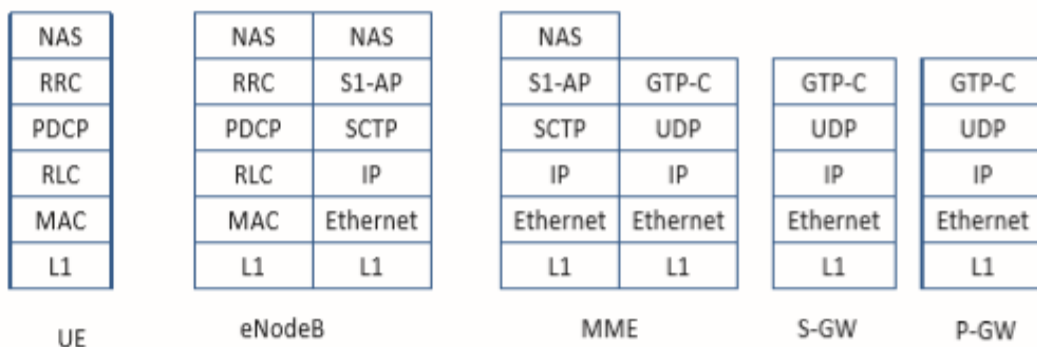 NAS NAS NAS NAS
RRC RRC S1-AP S1-AP GTP-C GTP-C GTP-C
PDCP PDCP SCTP SCTP UDP UDP UDP
RLC RLC IP IP IP IP IP
MAC MAC Ethernet Ethernet Ethernet Ethernet Ethernet
L1 L1 L1 L1 L1 L1 L1
UE eNodeB MME S-GW P-GW